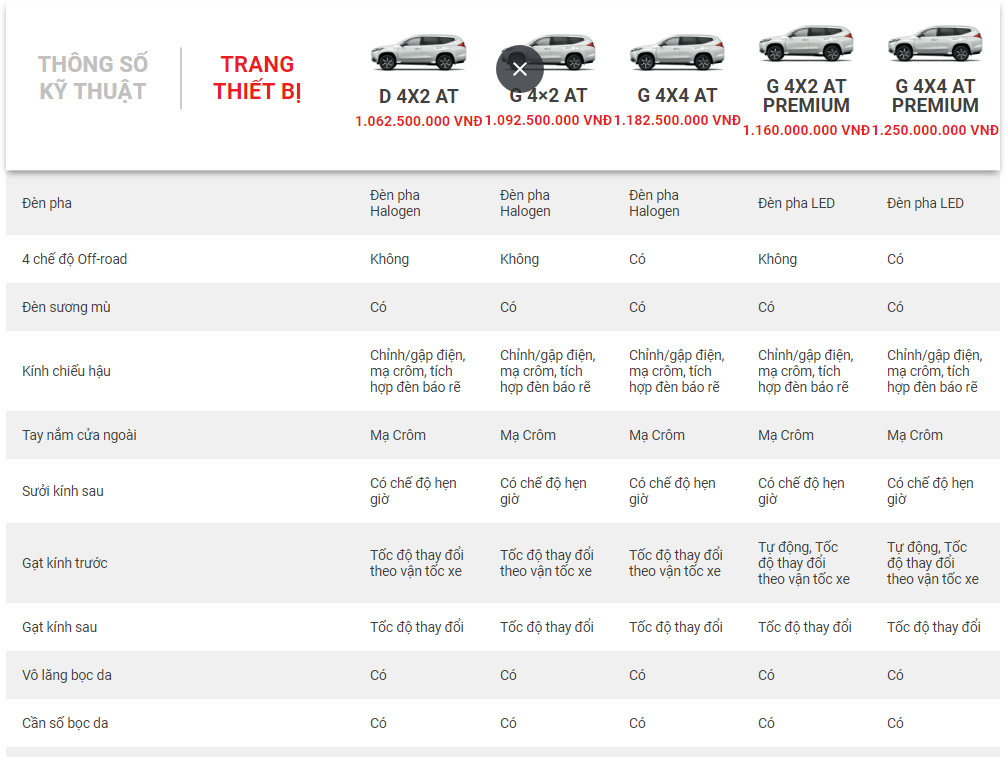 THÔNG SỐ
KỸ THUẬT
TRANG
THIẾT BỊ
D 4X2 AT
1.062.500.000 VNĐ
G 4×2 AT
1.092.500.000 VNĐ
G 4X4 AT
1.182.500.000 VNĐ
G 4X2 AT
PREMIUM
1.160.000.000 VNĐ
G 4X4 AT
PREMIUM
1.250.000.000 VNĐ
Đèn pha
Đèn pha
Halogen
Đèn pha
Halogen
Đèn pha
Halogen
Đèn pha LED
Đèn pha LED
4 chế độ Off-road
Không
Không
Có
Không
Có
Đèn sương mù
Có
Có
Có
Có
Có
Kính chiếu hậu
Chỉnh/gập điện,
mạ crôm, tích
hợp đèn báo rẽ
Chỉnh/gập điện,
mạ crôm, tích
hợp đèn báo rẽ
Chỉnh/gập điện,
mạ crôm, tích
hợp đèn báo rẽ
Chỉnh/gập điện,
mạ crôm, tích
hợp đèn báo rẽ
Chỉnh/gập điện,
mạ crôm, tích
hợp đèn báo rẽ
Tay nắm cửa ngoài
Mạ Crôm
Mạ Crôm
Mạ Crôm
Mạ Crôm
Mạ Crôm
Sưởi kính sau
Có chế độ hẹn
giờ
Có chế độ hẹn
giờ
Có chế độ hẹn
giờ
Có chế độ hẹn
giờ
Có chế độ hẹn
giờ
Gạt kính trước
Tốc độ thay đổi
theo vận tốc xe
Tốc độ thay đổi
theo vận tốc xe
Tốc độ thay đổi
theo vận tốc xe
Tự động, Tốc
độ thay đổi
theo vận tốc xe
Tự động, Tốc
độ thay đổi
theo vận tốc xe
Gạt kính sau
Tốc độ thay đổi
Tốc độ thay đổi
Tốc độ thay đổi
Tốc độ thay đổi
Tốc độ thay đổi
Vô lăng bọc da
Có
Có
Có
Có
Có
Cần số bọc da
Có
Có
Có
Có
Có